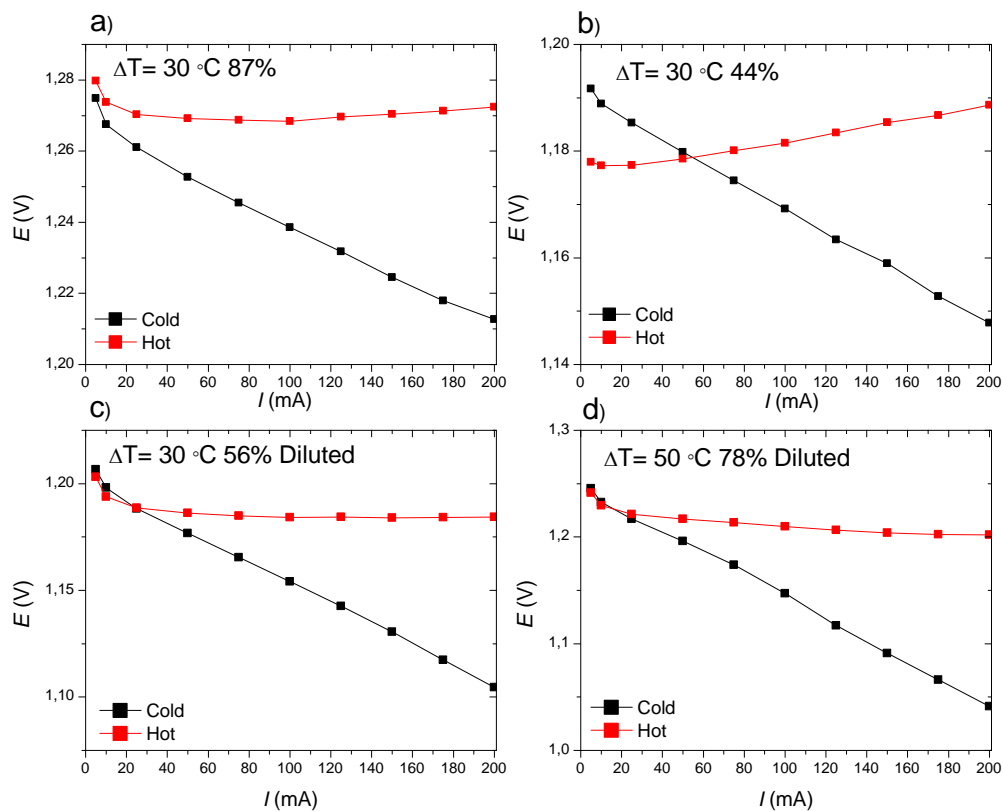 a)
ΔT= 30 °C 87%
1,28
1,26
1,24
1,22
1,20
E (V)
Cold
Hot
0 20 40 60 80 100 120 140 160 180 200
I (mA)
b)
ΔT= 30 °C 44%
1,20
1,18
1,16
1,14
E (V)
Cold
Hot
0 20 40 60 80 100 120 140 160 180 200
I (mA)
c)
ΔT= 30 °C 56% Diluted
1,20
1,15
1,10
E (V)
Cold
Hot
0 20 40 60 80 100 120 140 160 180 200
I (mA)
d)
ΔT= 50 °C 78% Diluted
1,3
1,2
1,1
1,0
E (V)
Cold
Hot
0 20 40 60 80 100 120 140 160 180 200
I (mA)